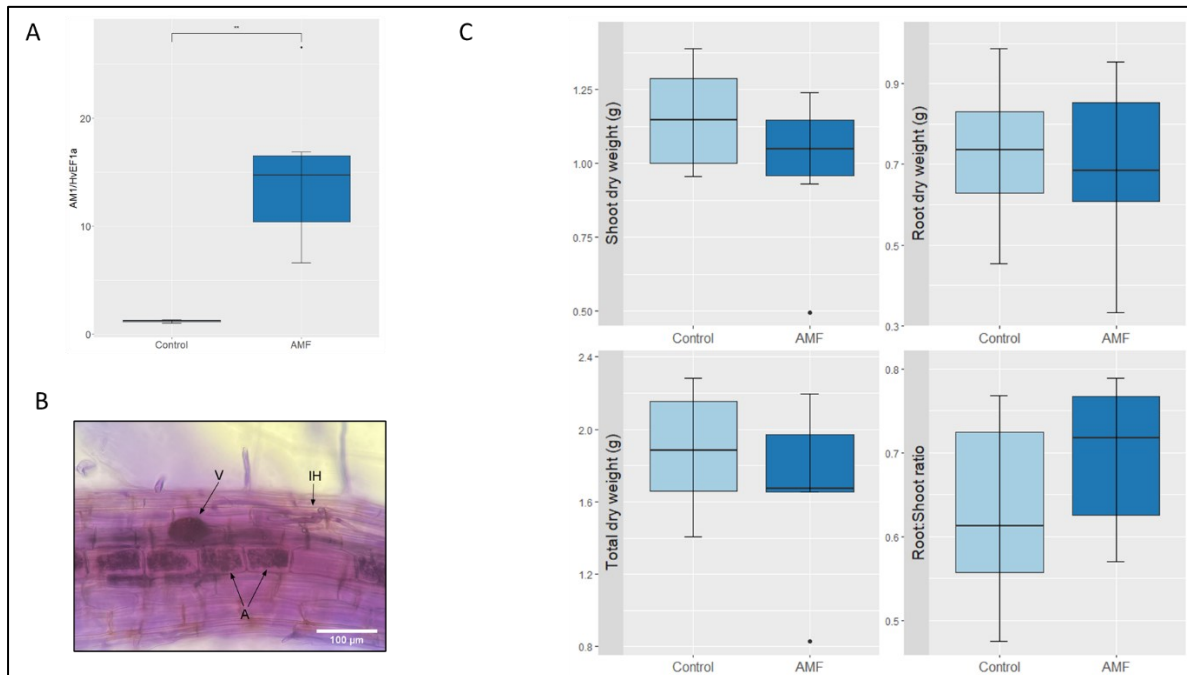 A
**
AM1/HvEF1a
20
10
0
Control
AMF
B
V
IH
A
100 µm
C
Shoot dry weight (g)
1.25
1.00
0.75
0.50
Control
AMF
Root dry weight (g)
0.9
0.7
0.5
0.3
Control
AMF
Total dry weight (g)
2.4
2.0
1.6
1.2
0.8
Control
AMF
Root:Shoot ratio
0.8
0.7
0.6
0.5
Control
AMF